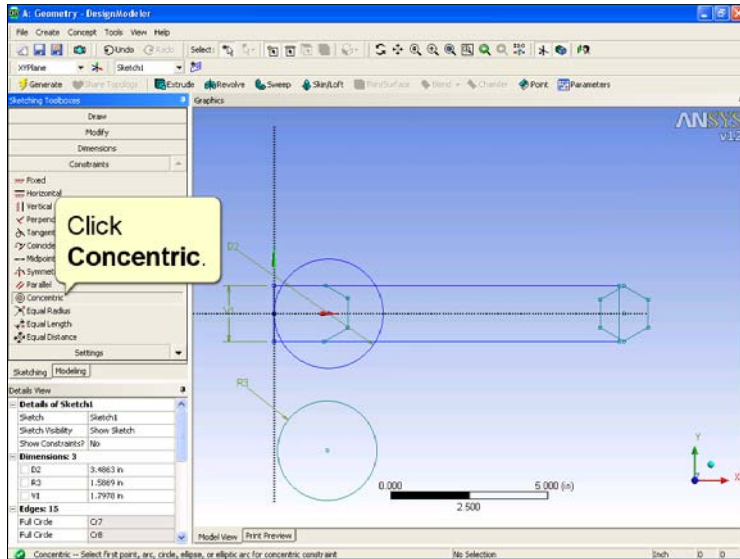 A: Geometry - DesignModeler
File Create Concept Tools View Help
Undo Redo Select:
XYPlane Sketch1
Generate Share Topology Extrude Revolve Sweep Skin/Loft Thin/Surface Blend Chamfer Point Parameters
Sketching Toolboxes
Draw
Modify
Dimensions
Constraints
Fixed
Horizontal
Vertical
Tangent
Midpoint
Parallel
Concentric
Equal Radius
Equal Length
Equal Distance
Settings
Sketching Modeling
Click
Concentric.
Details View
Details of Sketch1
Sketch Sketch1
Sketch Visibility Show Sketch
Show Constraints? No
Dimensions: 3
D2 3.4863 in
R3 1.5869 in
V1 1.7978 in
Edges: 15
Full Circle Cr7
Full Circle Cr8
Graphics
ANSYS
v12
D2
V1
R3
0.000 5.000 (in)
2.500
Y
X
Model View Print Preview
Concentric -- Select first point, arc, circle, ellipse, or elliptic arc for concentric constraint No Selection Inch 0 0